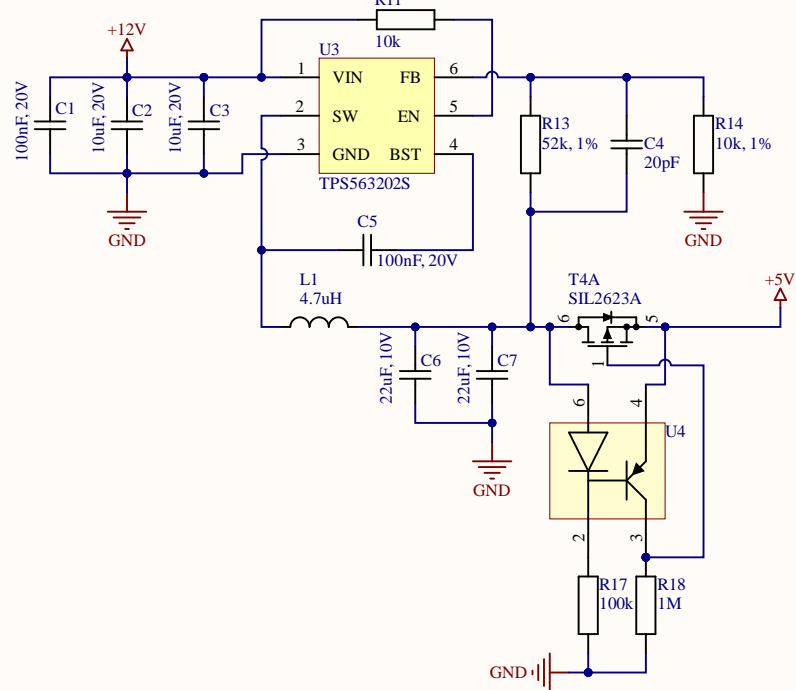 R11
10k
+12V
U3
1
VIN
FB
6
2
SW
EN
5
3
GND
BST
4
TPS563202S
C1
100nF, 20V
C2
10uF, 20V
C3
10uF, 20V
GND
R13
52k, 1%
C4
20pF
R14
10k, 1%
GND
C5
100nF, 20V
L1
4.7uH
T4A
SIL2623A
+5V
6
5
1
C6
22uF, 10V
C7
22uF, 10V
GND
6
4
U4
2
3
R17
100k
R18
1M
GND